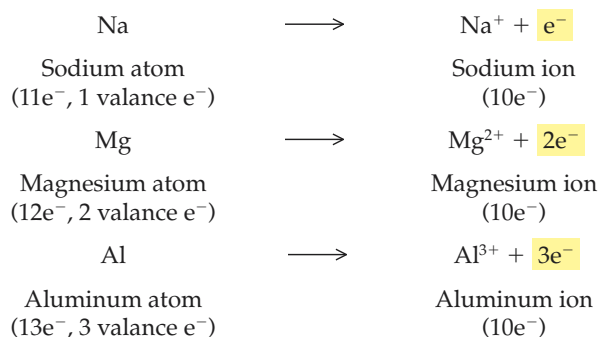 Na ⟶ Na⁺ + e⁻
Sodium atom Sodium ion
(11e⁻, 1 valance e⁻) (10e⁻)
Mg ⟶ Mg²⁺ + 2e⁻
Magnesium atom Magnesium ion
(12e⁻, 2 valance e⁻) (10e⁻)
Al ⟶ Al³⁺ + 3e⁻
Aluminum atom Aluminum ion
(13e⁻, 3 valance e⁻) (10e⁻)